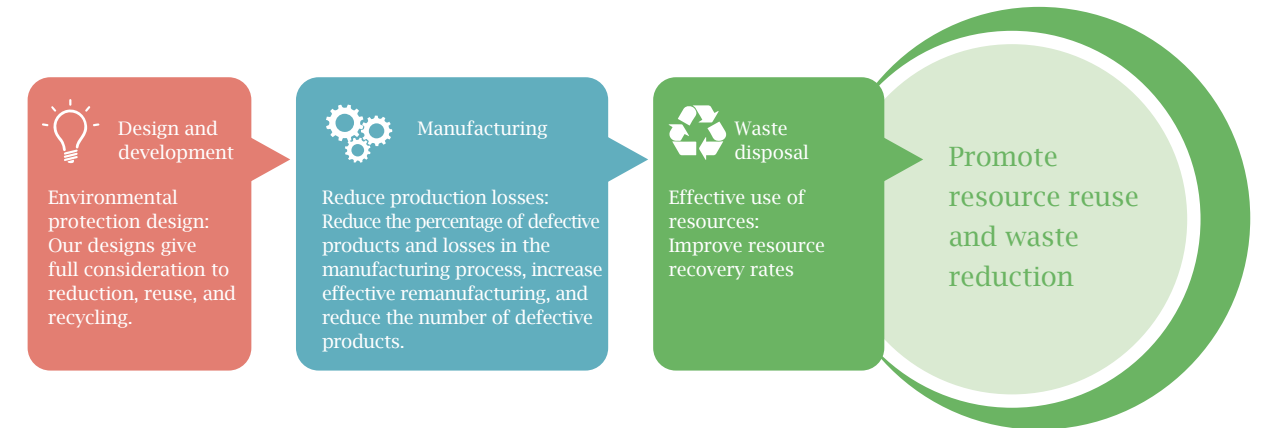 Design and
development
Environmental
protection design:
Our designs give
full consideration to
reduction, reuse, and
recycling.
Manufacturing
Reduce production losses:
Reduce the percentage of defective
products and losses in the
manufacturing process, increase
effective remanufacturing, and
reduce the number of defective
products.
Waste
disposal
Effective use of
resources:
Improve resource
recovery rates
Promote
resource reuse
and waste
reduction